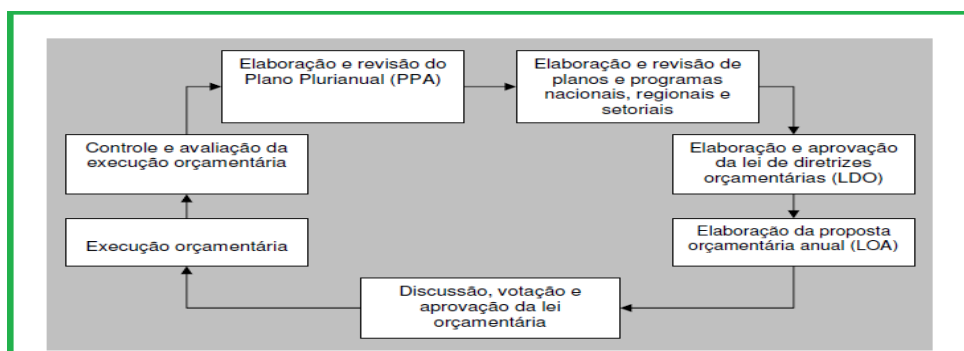 Elaboração e revisão do
Plano Plurianual (PPA)
Elaboração e revisão de
planos e programas
nacionais, regionais e
setoriais
Elaboração e aprovação
da lei de diretrizes
orçamentárias (LDO)
Elaboração da proposta
orçamentária anual (LOA)
Discussão, votação e
aprovação da lei
orçamentária
Execução orçamentária
Controle e avaliação da
execução orçamentária